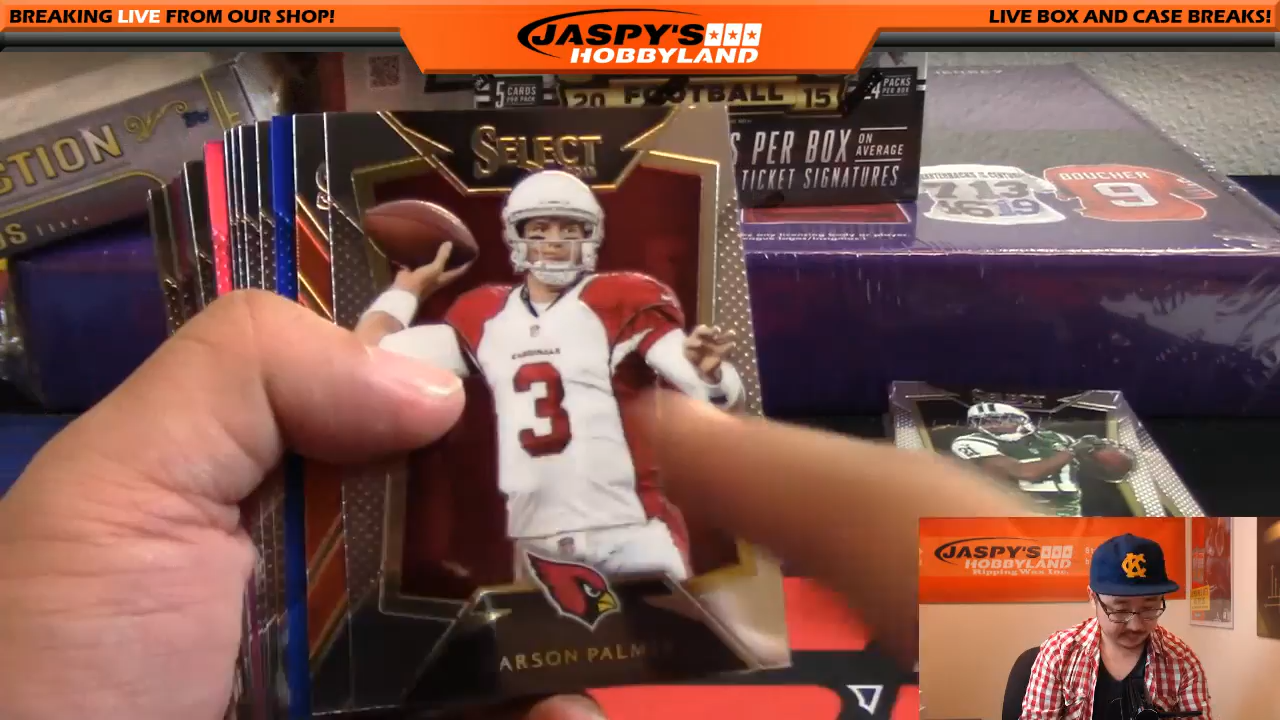 BREAKING LIVE FROM OUR SHOP!
JASPY'S
HOBBYLAND
LIVE BOX AND CASE BREAKS!
5 CARDS
PER PACK
20 FOOTBALL 15
PACKS
PER BOX
CTION
PER BOX ON
AVERAGE
TICKET SIGNATURES
SELECT
BOUCHER
9
CARDINALS
3
ARSON PALM
JASPY'S
HOBBYLAND
Ripping Wax Inc.
KC